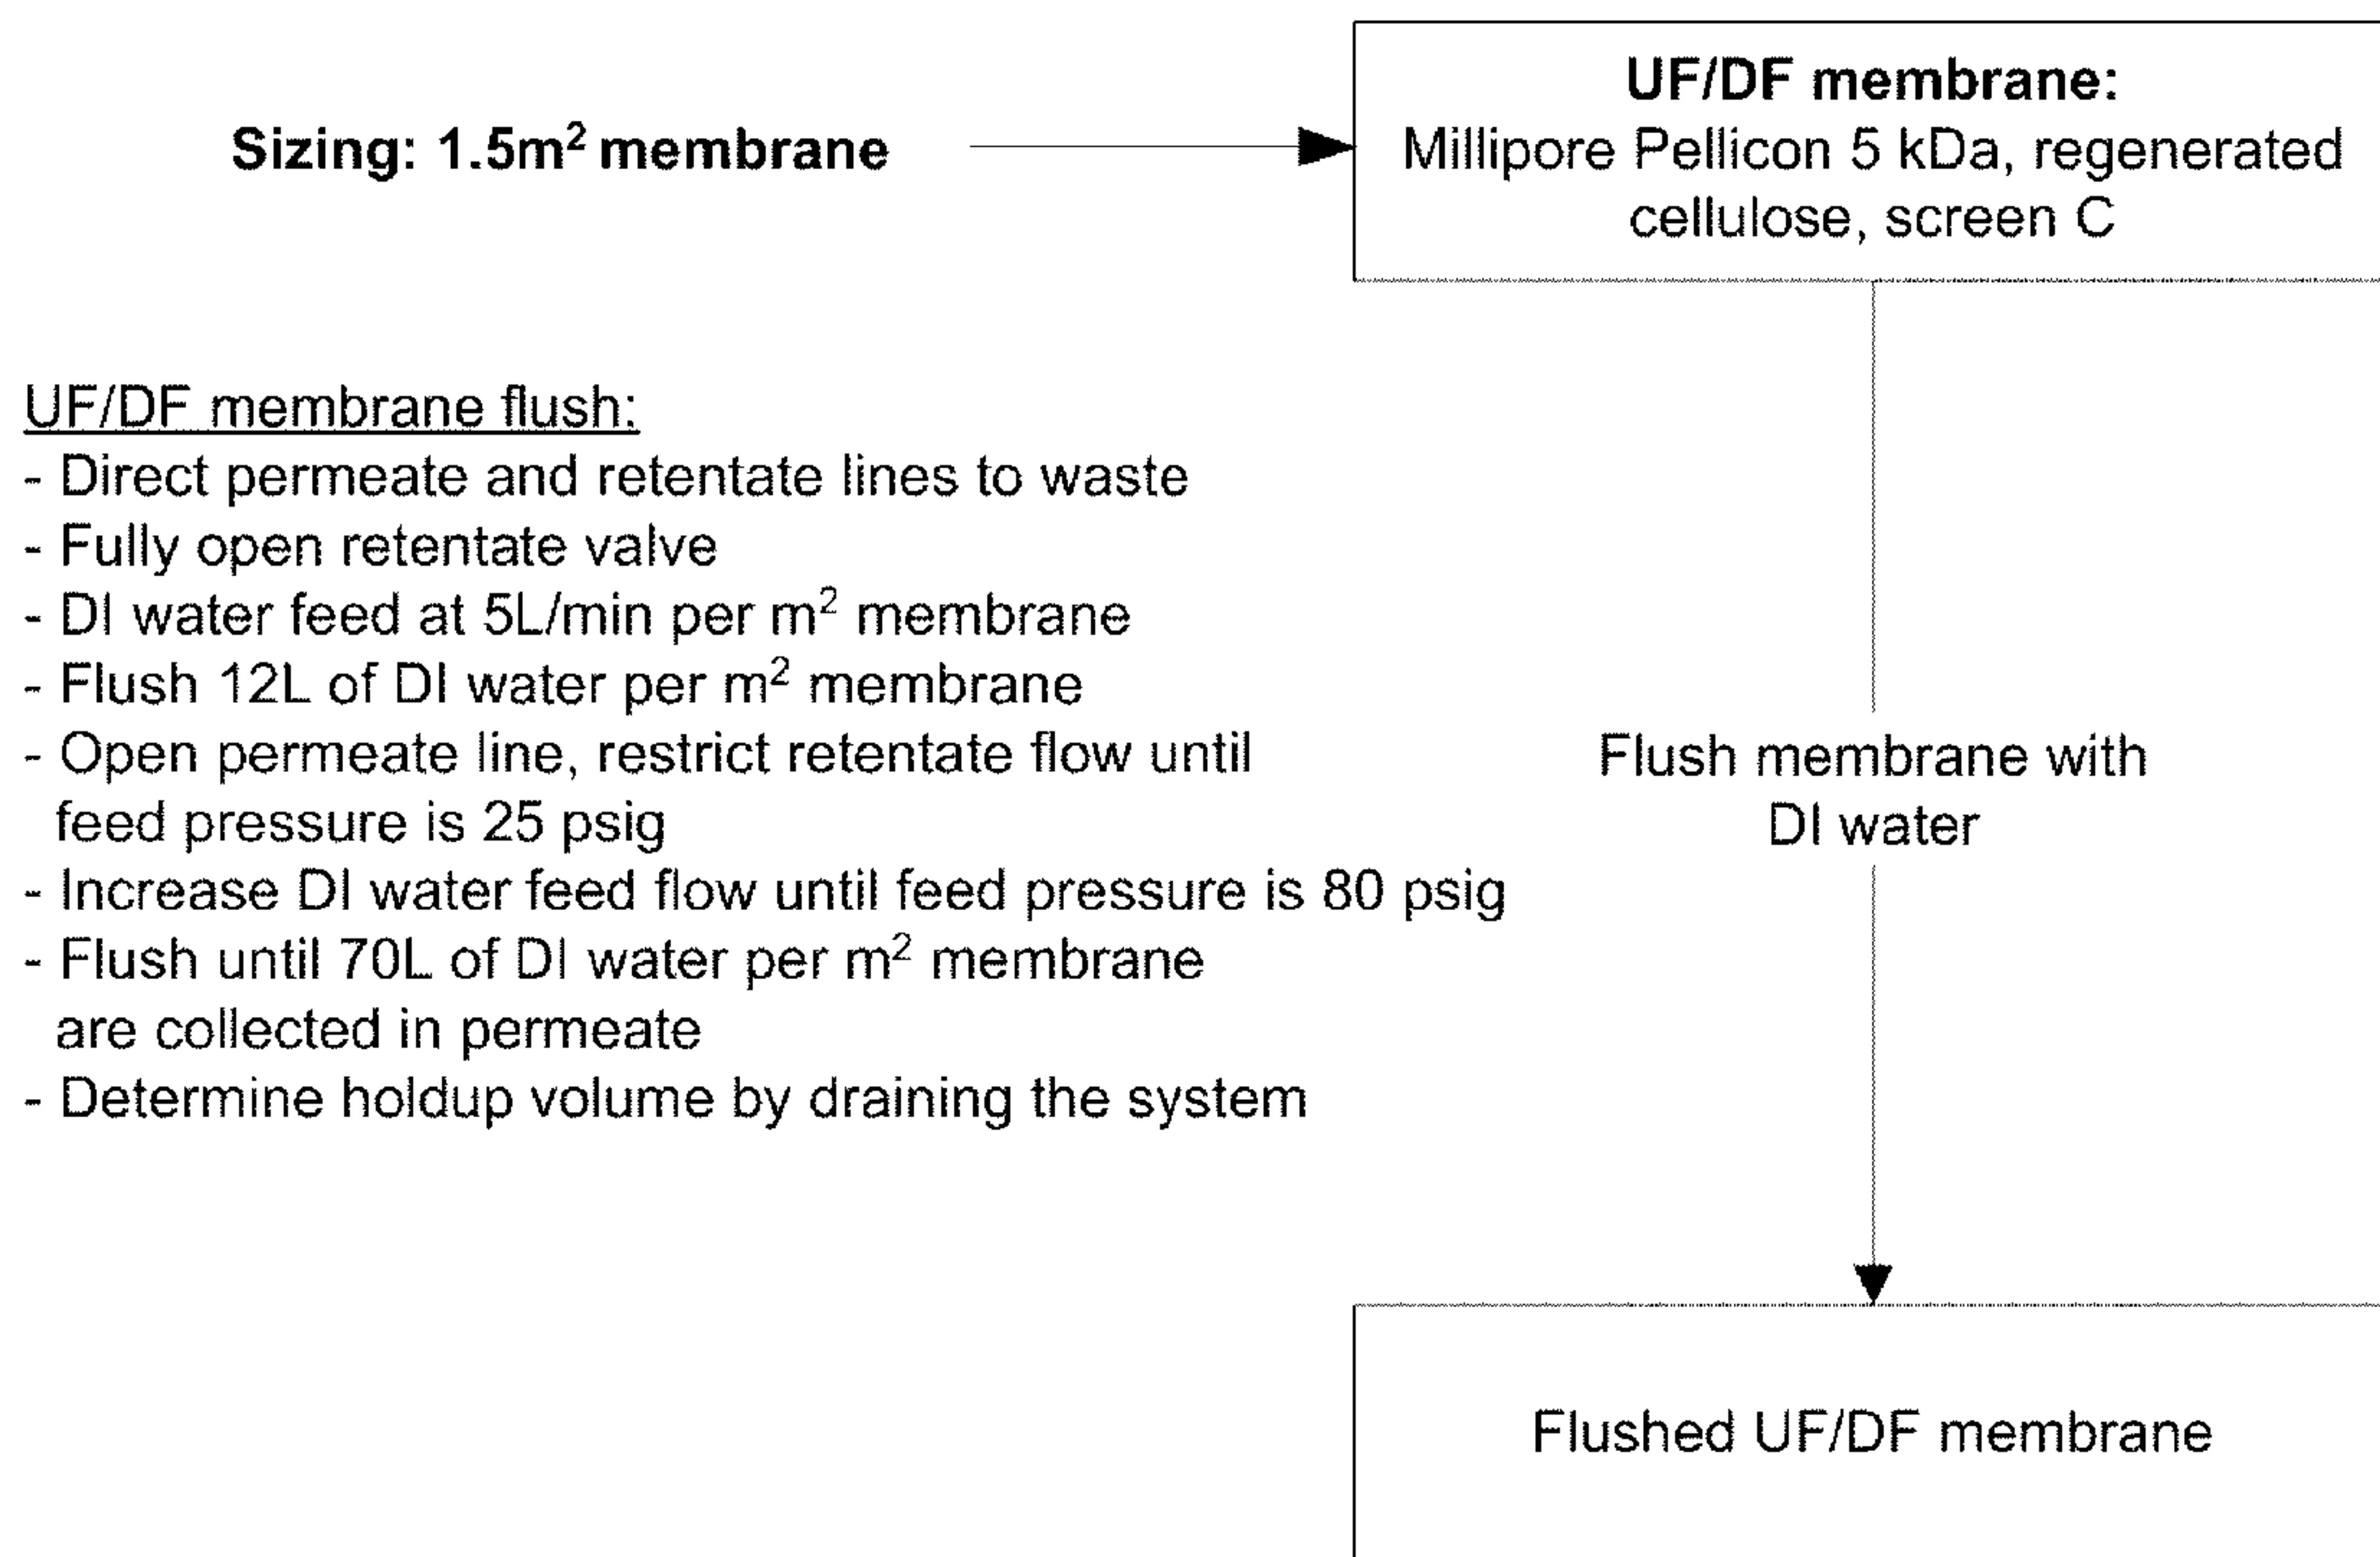 Sizing: 1.5m² membrane
UF/DF membrane:
Millipore Pellicon 5 kDa, regenerated
cellulose, screen C
UF/DF membrane flush:
- Direct permeate and retentate lines to waste
- Fully open retentate valve
- DI water feed at 5L/min per m² membrane
- Flush 12L of DI water per m² membrane
- Open permeate line, restrict retentate flow until
feed pressure is 25 psig
- Increase DI water feed flow until feed pressure is 80 psig
- Flush until 70L of DI water per m² membrane
are collected in permeate
- Determine holdup volume by draining the system
Flush membrane with
DI water
Flushed UF/DF membrane